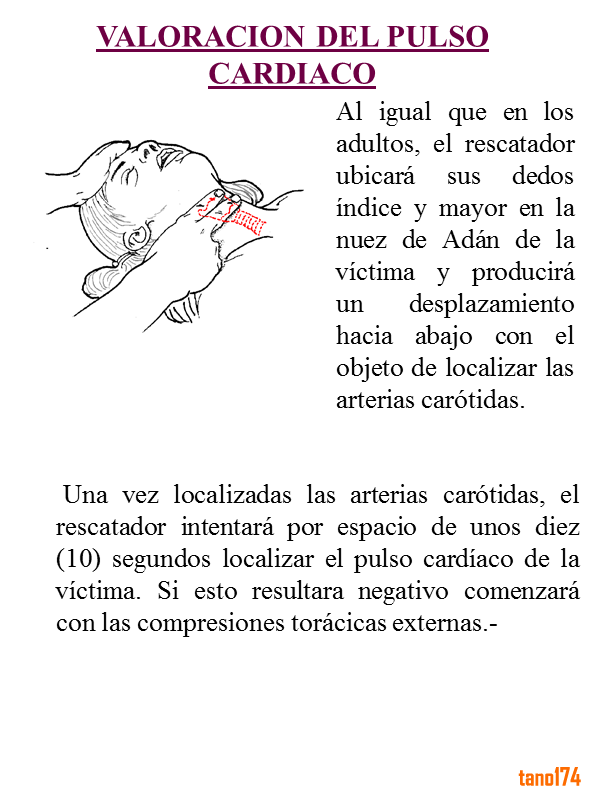 VALORACION DEL PULSO
CARDIACO
Al igual que en los
adultos, el rescatador
ubicará sus dedos
índice y mayor en la
nuez de Adán de la
víctima y producirá
un desplazamiento
hacia abajo con el
objeto de localizar las
arterias carótidas.
Una vez localizadas las arterias carótidas, el
rescatador intentará por espacio de unos diez
(10) segundos localizar el pulso cardíaco de la
víctima. Si esto resultara negativo comenzará
con las compresiones torácicas externas.-
tano174